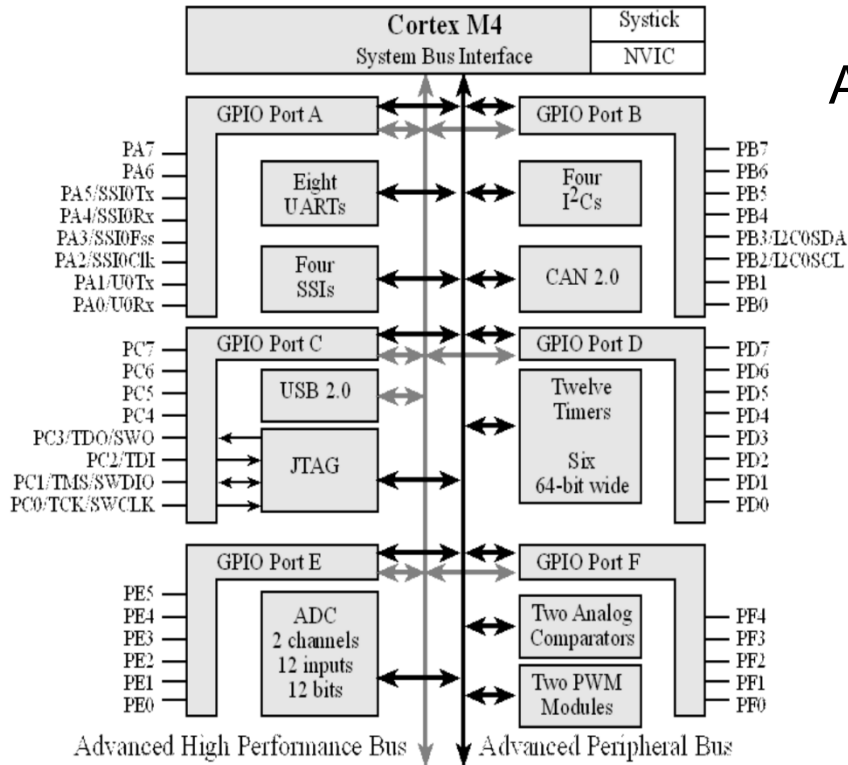 Cortex M4
System Bus Interface
Systick
NVIC
A
GPIO Port A
PA7
PA6
PA5/SSI0Tx
PA4/SSI0Rx
PA3/SSI0Fss
PA2/SSI0Clk
PA1/U0Tx
PA0/U0Rx
Eight
UARTs
Four
SSIs
GPIO Port B
Four
I²Cs
CAN 2.0
PB7
PB6
PB5
PB4
PB3/I2C0SDA
PB2/I2C0SCL
PB1
PB0
GPIO Port C
PC7
PC6
PC5
PC4
PC3/TDO/SWO
PC2/TDI
PC1/TMS/SWDIO
PC0/TCK/SWCLK
USB 2.0
JTAG
GPIO Port D
Twelve
Timers
Six
64-bit wide
PD7
PD6
PD5
PD4
PD3
PD2
PD1
PD0
GPIO Port E
PE5
PE4
PE3
PE2
PE1
PE0
ADC
2 channels
12 inputs
12 bits
GPIO Port F
Two Analog
Comparators
Two PWM
Modules
PF4
PF3
PF2
PF1
PF0
Advanced High Performance Bus
Advanced Peripheral Bus